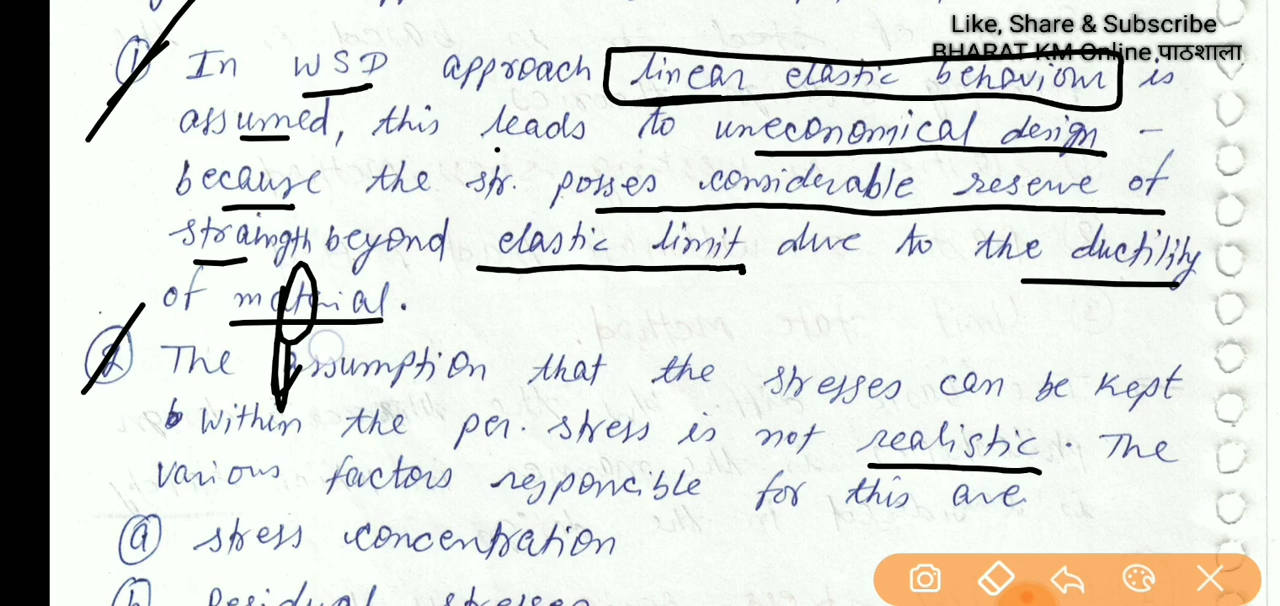 Like, Share & Subscribe
BHARAT KM Online पाठशाला
① In WSD approach linear elastic behaviour is
assumed, this leads to uneconomical design –
because the str. posses considerable reserve of
straingth beyond elastic limit due to the ductility
of material.
② The assumption that the stresses can be kept
within the per. stress is not realistic. The
various factors responcible for this are
ⓐ stress concentration
ⓑ Residual stresses